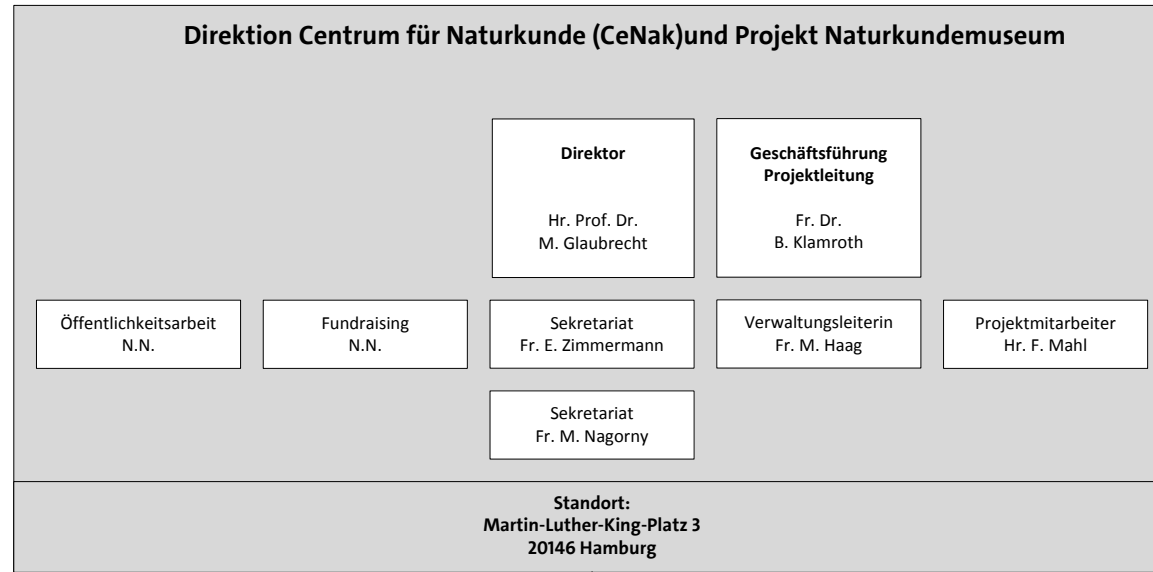 Direktion Centrum für Naturkunde (CeNak)und Projekt Naturkundemuseum
Direktor
Hr. Prof. Dr.
M. Glaubrecht
Geschäftsführung
Projektleitung
Fr. Dr.
B. Klamroth
Öffentlichkeitsarbeit
N.N.
Fundraising
N.N.
Sekretariat
Fr. E. Zimmermann
Verwaltungsleiterin
Fr. M. Haag
Projektmitarbeiter
Hr. F. Mahl
Sekretariat
Fr. M. Nagorny
Standort:
Martin-Luther-King-Platz 3
20146 Hamburg